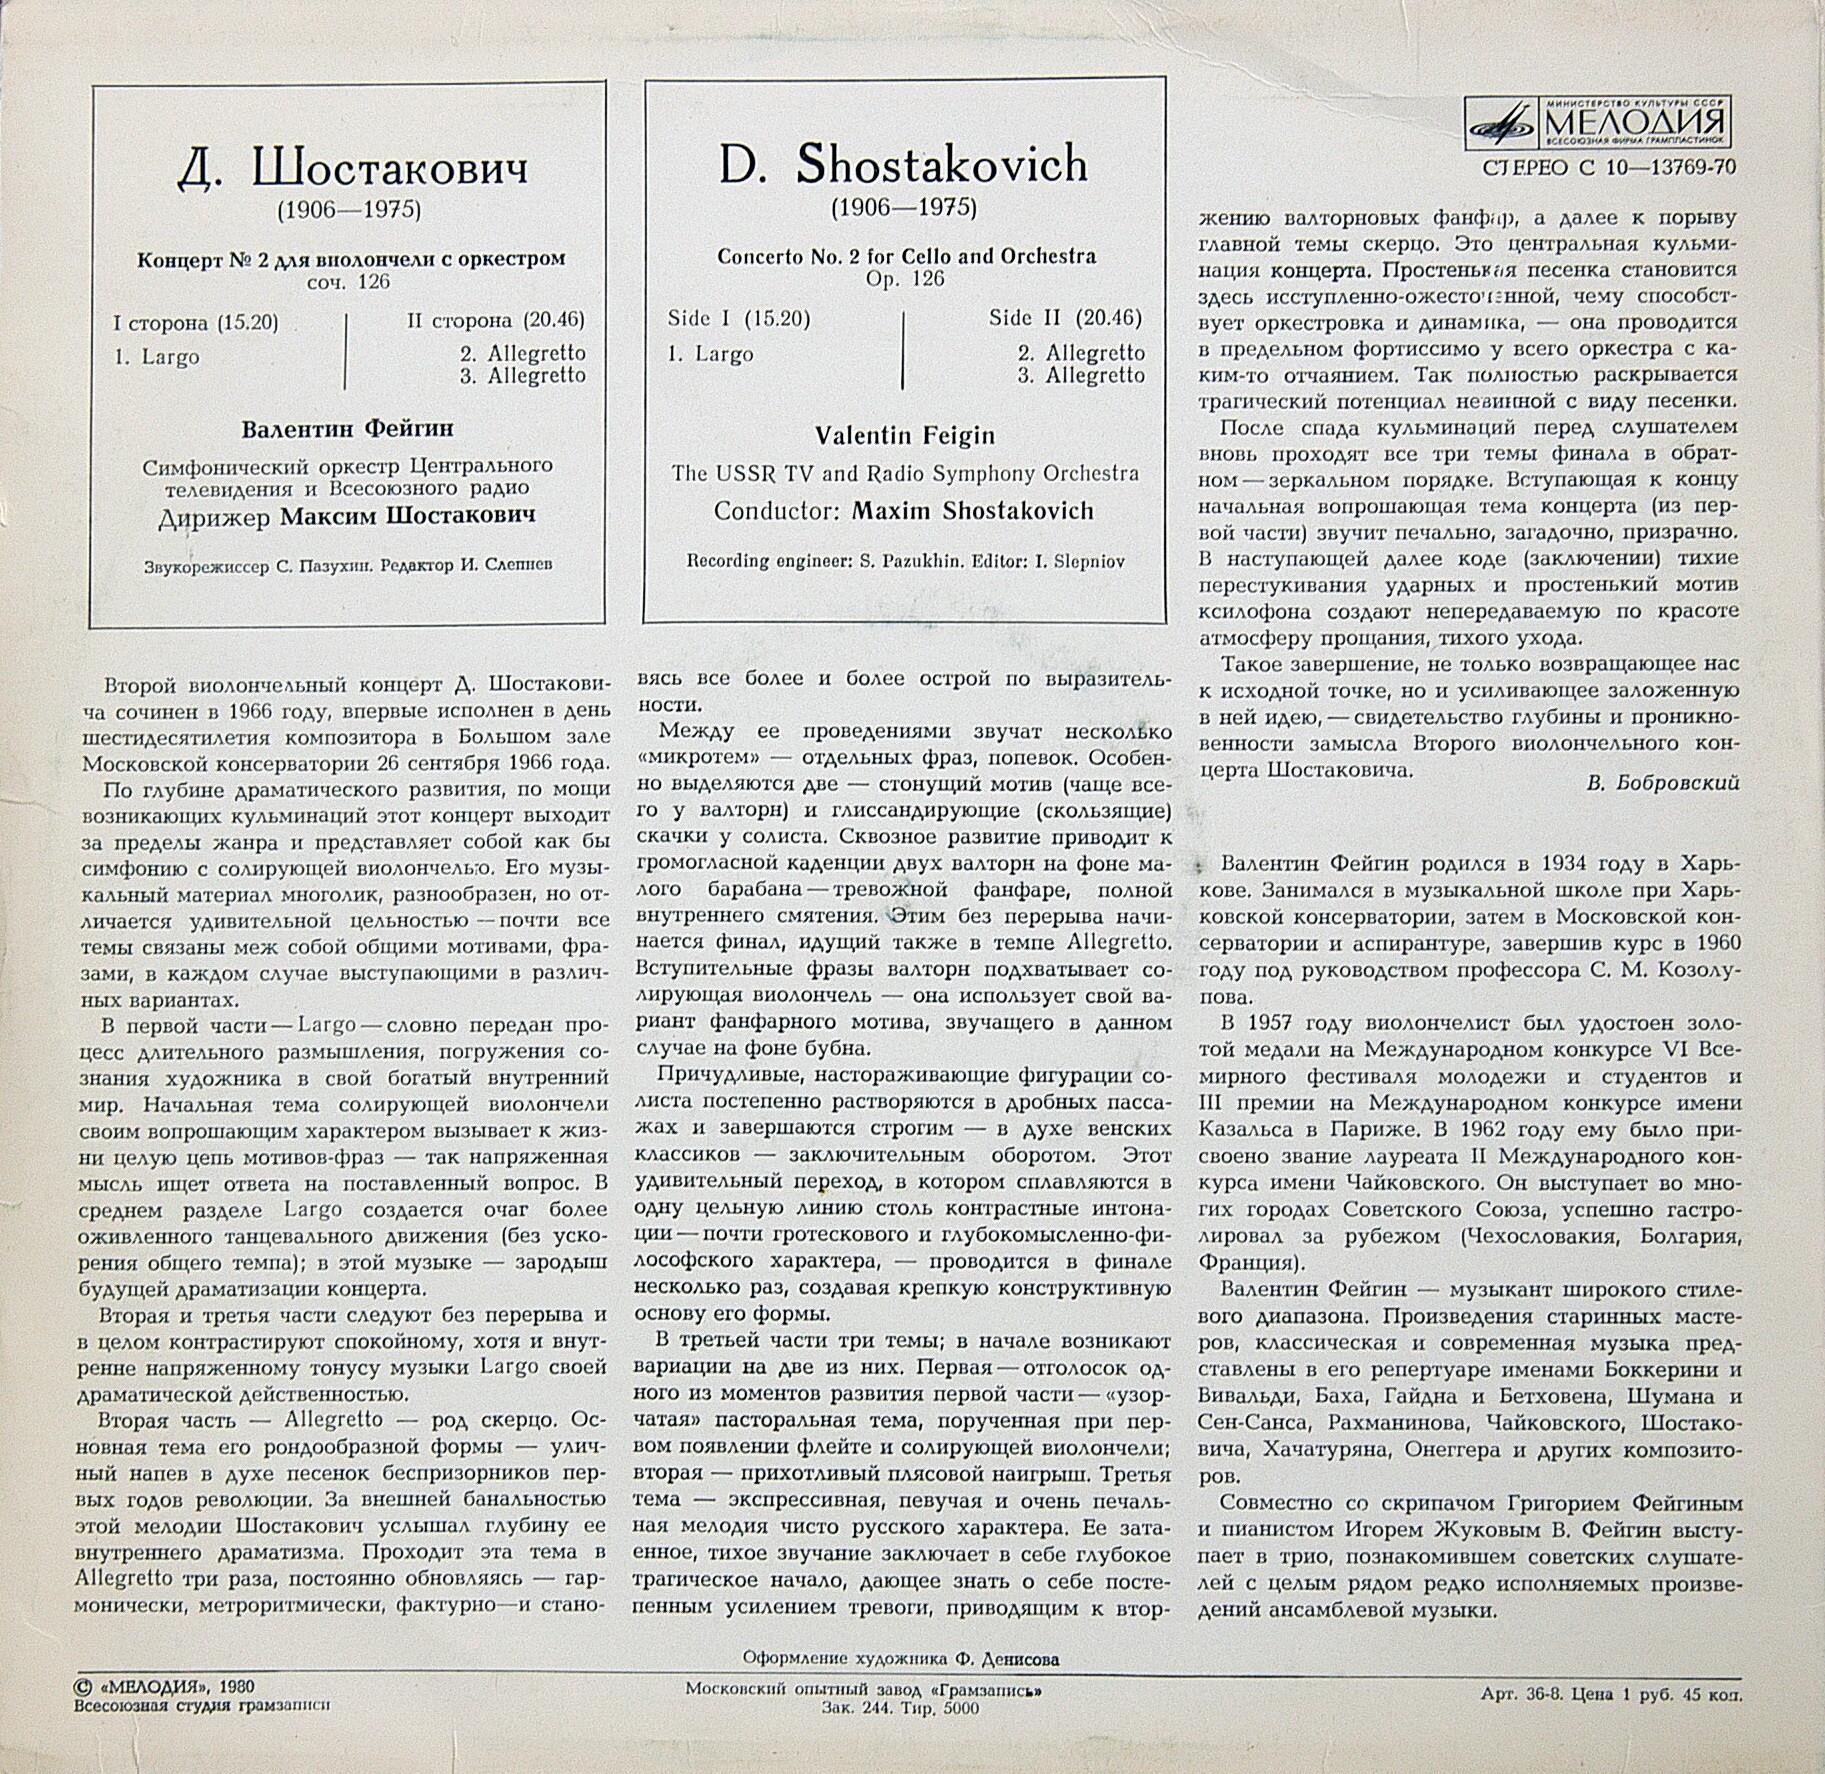 Д. Шостакович
(1906—1975)
Концерт № 2 для виолончели с оркестром
соч. 126
I сторона (15.20)
1. Largo
II сторона (20.46)
2. Allegretto
3. Allegretto
Валентин Фейгин
Симфонический оркестр Центрального
телевидения и Всесоюзного радио
Дирижер Максим Шостакович
Звукорежиссер С. Пазухин. Редактор И. Слепнев
D. Shostakovich
(1906—1975)
Concerto No. 2 for Cello and Orchestra
Op. 126
Side I (15.20)
1. Largo
Side II (20.46)
2. Allegretto
3. Allegretto
Valentin Feigin
The USSR TV and Radio Symphony Orchestra
Conductor: Maxim Shostakovich
Recording engineer: S. Pazukhin. Editor: I. Slepniov
МИНИСТЕРСТВО КУЛЬТУРЫ СССР
МЕЛОДИЯ
ВСЕСОЮЗНАЯ ФИРМА ГРАМПЛАСТИНОК
СТЕРЕО С 10—13769-70
Второй виолончельный концерт Д. Шостакови-
ча сочинен в 1966 году, впервые исполнен в день
шестидесятилетия композитора в Большом зале
Московской консерватории 26 сентября 1966 года.
По глубине драматического развития, по мощи
возникающих кульминаций этот концерт выходит
за пределы жанра и представляет собой как бы
симфонию с солирующей виолончелью. Его музы-
кальный материал многолик, разнообразен, но от-
личается удивительной цельностью — почти все
темы связаны меж собой общими мотивами, фра-
зами, в каждом случае выступающими в различ-
ных вариантах.
В первой части — Largo — словно передан про-
цесс длительного размышления, погружения со-
знания художника в свой богатый внутренний
мир. Начальная тема солирующей виолончели
своим вопрошающим характером вызывает к жиз-
ни целую цепь мотивов-фраз — так напряженная
мысль ищет ответа на поставленный вопрос. В
среднем разделе Largo создается очаг более
оживленного танцевального движения (без уско-
рения общего темпа); в этой музыке — зародыш
будущей драматизации концерта.
Вторая и третья части следуют без перерыва и
в целом контрастируют спокойному, хотя и внут-
ренне напряженному тонусу музыки Largo своей
драматической действенностью.
Вторая часть — Allegretto — род скерцо. Ос-
новная тема его рондообразной формы — улич-
ный напев в духе песенок беспризорников пер-
вых годов революции. За внешней банальностью
этой мелодии Шостакович услышал глубину ее
внутреннего драматизма. Проходит эта тема в
Allegretto три раза, постоянно обновляясь — гар-
монически, метроритмически, фактурно—и стано-
вясь все более и более острой по выразитель-
ности.
Между ее проведениями звучат несколько
«микротем» — отдельных фраз, попевок. Особен-
но выделяются две — стонущий мотив (чаще все-
го у валторн) и глиссандирующие (скользящие)
скачки у солиста. Сквозное развитие приводит к
громогласной каденции двух валторн на фоне ма-
лого барабана — тревожной фанфаре, полной
внутреннего смятения. Этим без перерыва начи-
нается финал, идущий также в темпе Allegretto.
Вступительные фразы валторн подхватывает со-
лирующая виолончель — она использует свой ва-
риант фанфарного мотива, звучащего в данном
случае на фоне бубна.
Причудливые, настораживающие фигурации со-
листа постепенно растворяются в дробных пасса-
жах и завершаются строгим — в духе венских
классиков — заключительным оборотом. Этот
удивительный переход, в котором сплавляются в
одну цельную линию столь контрастные интона-
ции — почти гротескового и глубокомысленно-фи-
лософского характера, — проводится в финале
несколько раз, создавая крепкую конструктивную
основу его формы.
В третьей части три темы; в начале возникают
вариации на две из них. Первая — отголосок од-
ного из моментов развития первой части — «узор-
чатая» пасторальная тема, порученная при пер-
вом появлении флейте и солирующей виолончели;
вторая — прихотливый плясовой наигрыш. Третья
тема — экспрессивная, певучая и очень печаль-
ная мелодия чисто русского характера. Ее зата-
енное, тихое звучание заключает в себе глубокое
трагическое начало, дающее знать о себе посте-
пенным усилением тревоги, приводящим к втор-
жению валторновых фанфар, а далее к порыву
главной темы скерцо. Это центральная кульми-
нация концерта. Простенькая песенка становится
здесь исступленно-ожесточенной, чему способст-
вует оркестровка и динамика, — она проводится
в предельном фортиссимо у всего оркестра с ка-
ким-то отчаянием. Так полностью раскрывается
трагический потенциал невинной с виду песенки.
После спада кульминаций перед слушателем
вновь проходят все три темы финала в обрат-
ном — зеркальном порядке. Вступающая к концу
начальная вопрошающая тема концерта (из пер-
вой части) звучит печально, загадочно, призрачно.
В наступающей далее коде (заключении) тихие
перестукивания ударных и простенький мотив
ксилофона создают непередаваемую по красоте
атмосферу прощания, тихого ухода.
Такое завершение, не только возвращающее нас
к исходной точке, но и усиливающее заложенную
в ней идею, — свидетельство глубины и проникно-
венности замысла Второго виолончельного кон-
церта Шостаковича.
В. Бобровский
Валентин Фейгин родился в 1934 году в Харь-
кове. Занимался в музыкальной школе при Харь-
ковской консерватории, затем в Московской кон-
серватории и аспирантуре, завершив курс в 1960
году под руководством профессора С. М. Козолу-
пова.
В 1957 году виолончелист был удостоен золо-
той медали на Международном конкурсе VI Все-
мирного фестиваля молодежи и студентов и
III премии на Международном конкурсе имени
Казальса в Париже. В 1962 году ему было при-
своено звание лауреата II Международного кон-
курса имени Чайковского. Он выступает во мно-
гих городах Советского Союза, успешно гастро-
лировал за рубежом (Чехословакия, Болгария,
Франция).
Валентин Фейгин — музыкант широкого стиле-
вого диапазона. Произведения старинных масте-
ров, классическая и современная музыка пред-
ставлены в его репертуаре именами Боккерини и
Вивальди, Баха, Гайдна и Бетховена, Шумана и
Сен-Санса, Рахманинова, Чайковского, Шостако-
вича, Хачатуряна, Онеггера и других композито-
ров.
Совместно со скрипачом Григорием Фейгиным
и пианистом Игорем Жуковым В. Фейгин высту-
пает в трио, познакомившем советских слушате-
лей с целым рядом редко исполняемых произве-
дений ансамблевой музыки.
Оформление художника Ф. Денисова
© «МЕЛОДИЯ», 1980
Всесоюзная студия грамзаписи
Московский опытный завод «Грамзапись»
Зак. 244. Тир. 5000
Арт. 36-8. Цена 1 руб. 45 коп.